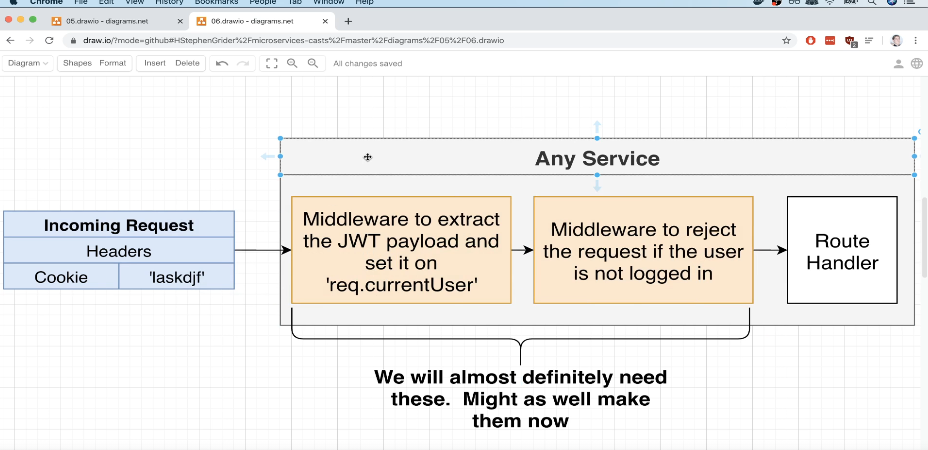 Chrome File Edit View History Bookmarks People Tab Window Help
05.drawio - diagrams.net
06.drawio - diagrams.net
draw.io/?mode=github#HStephenGrider%2Fmicroservices-casts%2Fmaster%2Fdiagrams%2F05%2F06.drawio
Diagram Shapes Format Insert Delete All changes saved
Any Service
Incoming Request
Headers
Cookie 'laskdjf'
Middleware to extract
the JWT payload and
set it on
'req.currentUser'
Middleware to reject
the request if the user
is not logged in
Route
Handler
We will almost definitely need
these. Might as well make
them now